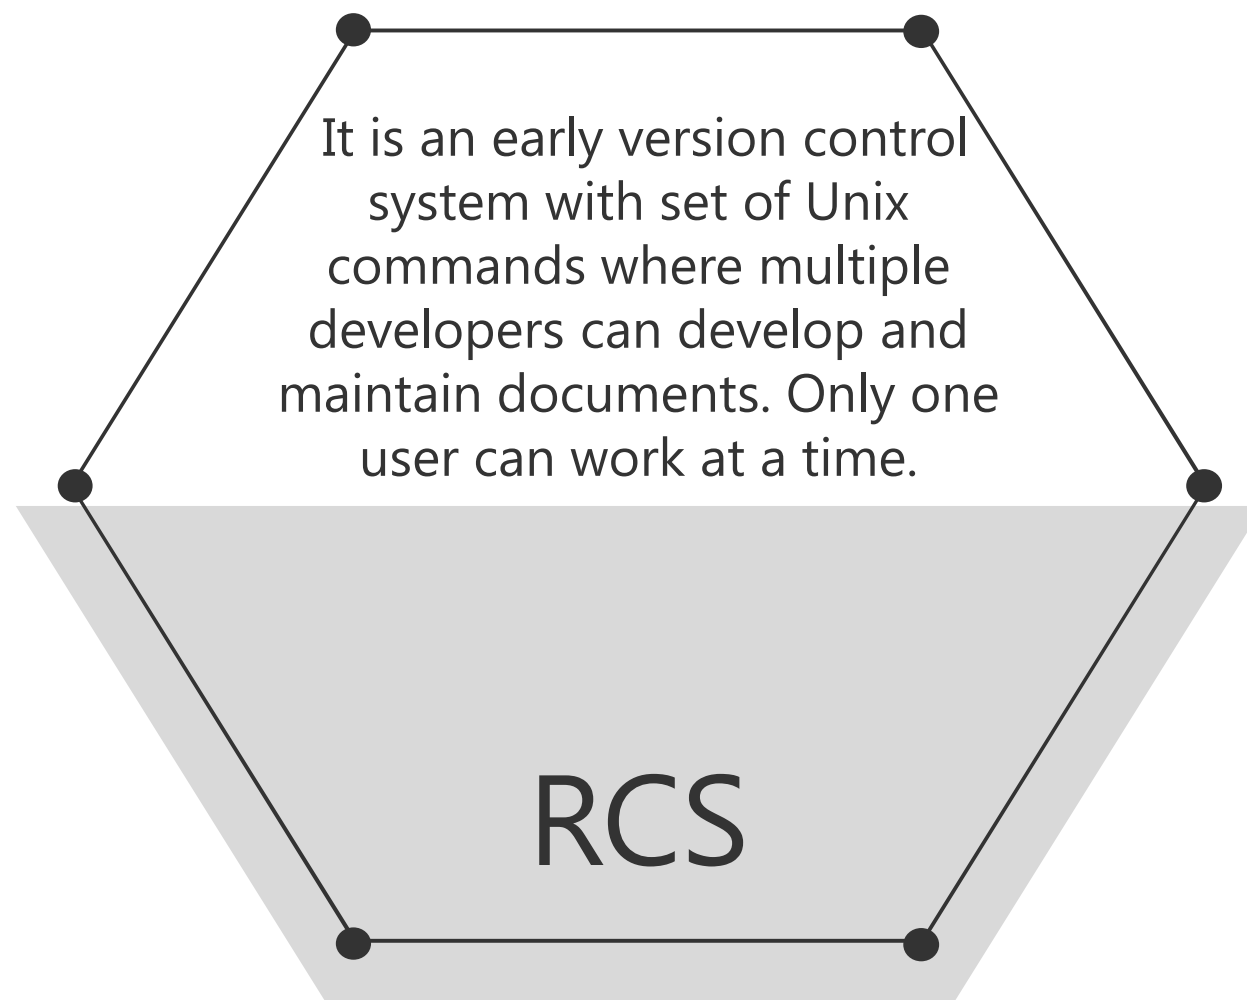 It is an early version control
system with set of Unix
commands where multiple
developers can develop and
maintain documents. Only one
user can work at a time.
RCS